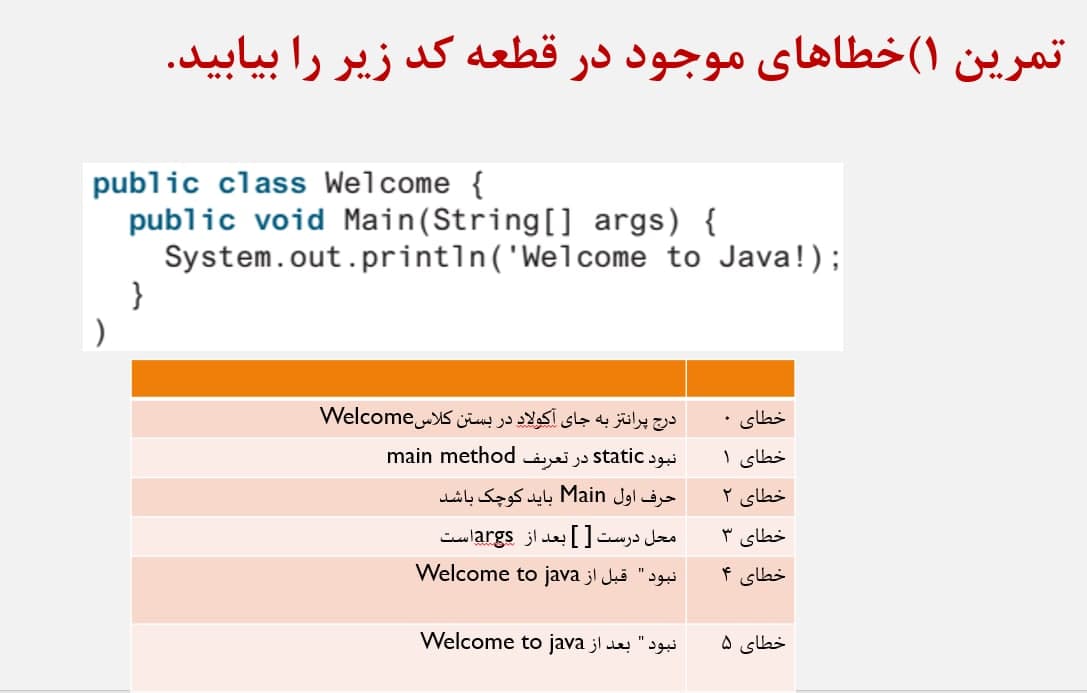 تمرین ۱)خطاهای موجود در قطعه کد زیر را بیابید.
public class Welcome {
public void Main(String[] args) {
System.out.println('Welcome to Java!);
}
)
خطای ۰ درج پرانتز به جای آکولاد در بستن کلاسWelcome
خطای ۱ نبود static در تعریف main method
خطای ۲ حرف اول Main باید کوچک باشد
خطای ۳ محل درست [ ] بعد از argsاست
خطای ۴ نبود " قبل از Welcome to java
خطای ۵ نبود " بعد از Welcome to java